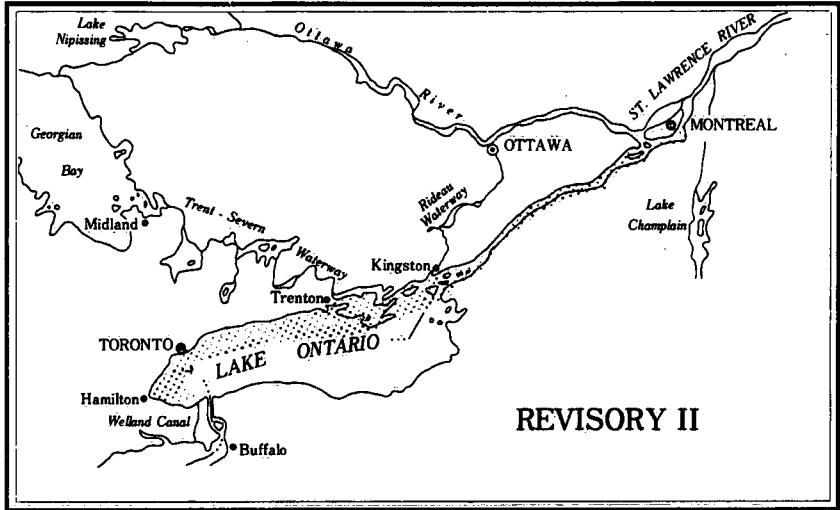 Lake
Nipissing
Ottawa
River
ST. LAWRENCE RIVER
Georgian
Bay
OTTAWA
MONTREAL
Rideau
Waterway
Lake
Champlain
Midland
Trent - Severn
Waterway
Kingston
Trenton
TORONTO
LAKE ONTARIO
Hamilton
Welland Canal
Buffalo
REVISORY II